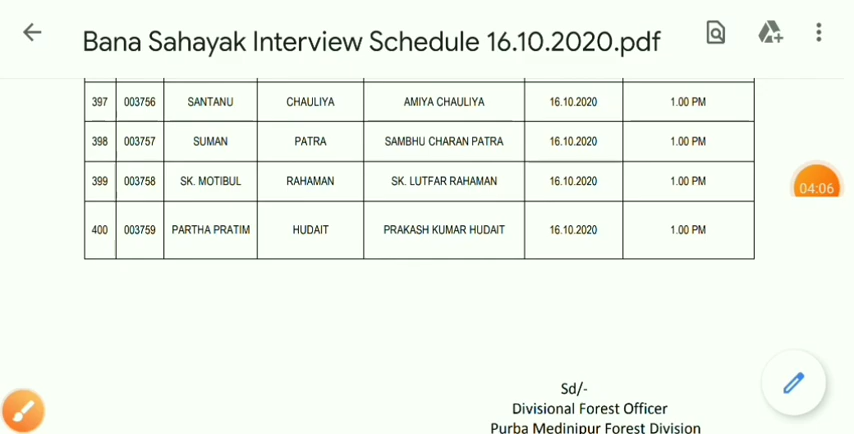 Bana Sahayak Interview Schedule 16.10.2020.pdf
397 003756 SANTANU CHAULIYA AMIYA CHAULIYA 16.10.2020 1.00 PM
398 003757 SUMAN PATRA SAMBHU CHARAN PATRA 16.10.2020 1.00 PM
399 003758 SK. MOTIBUL RAHAMAN SK. LUTFAR RAHAMAN 16.10.2020 1.00 PM
04:06
400 003759 PARTHA PRATIM HUDAIT PRAKASH KUMAR HUDAIT 16.10.2020 1.00 PM
Sd/-
Divisional Forest Officer
Purba Medinipur Forest Division